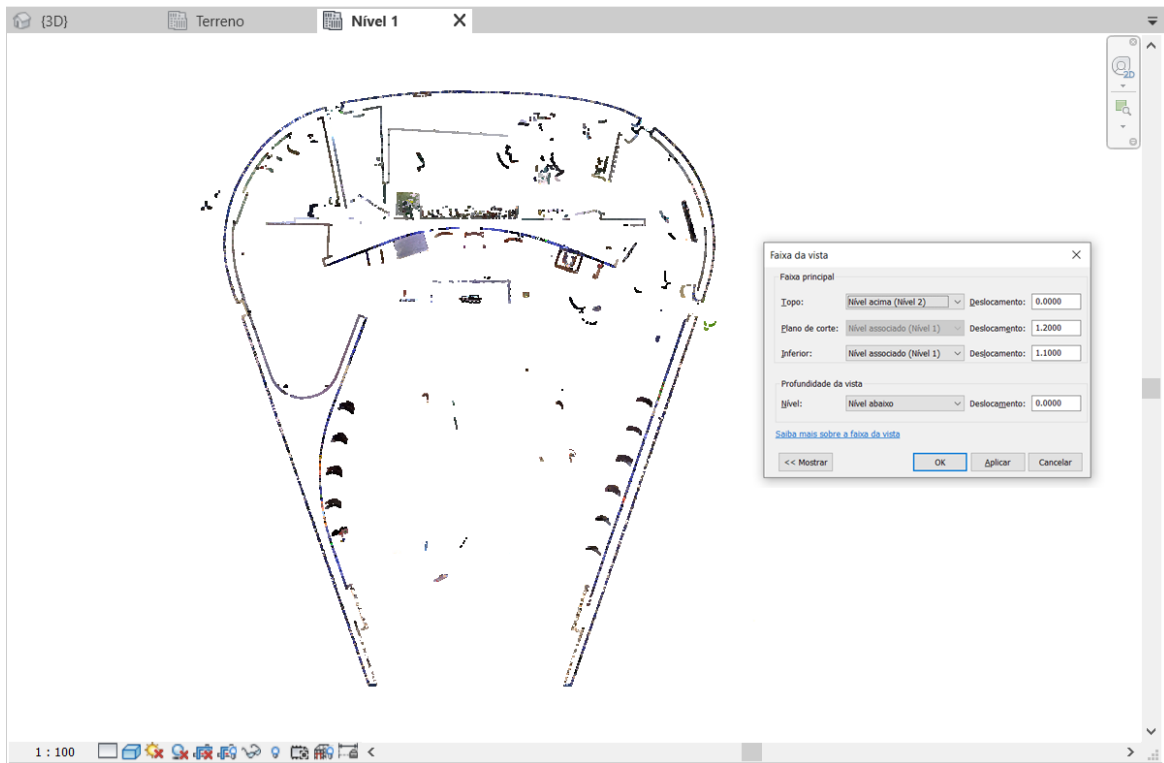 {3D} Terreno Nível 1
2D
Faixa da vista
Faixa principal
Topo: Nível acima (Nível 2) Deslocamento: 0.0000
Plano de corte: Nível associado (Nível 1) Deslocamento: 1.2000
Inferior: Nível associado (Nível 1) Deslocamento: 1.1000
Profundidade da vista
Nível: Nível abaixo Deslocamento: 0.0000
Saiba mais sobre a faixa da vista
<< Mostrar OK Aplicar Cancelar
1 : 100